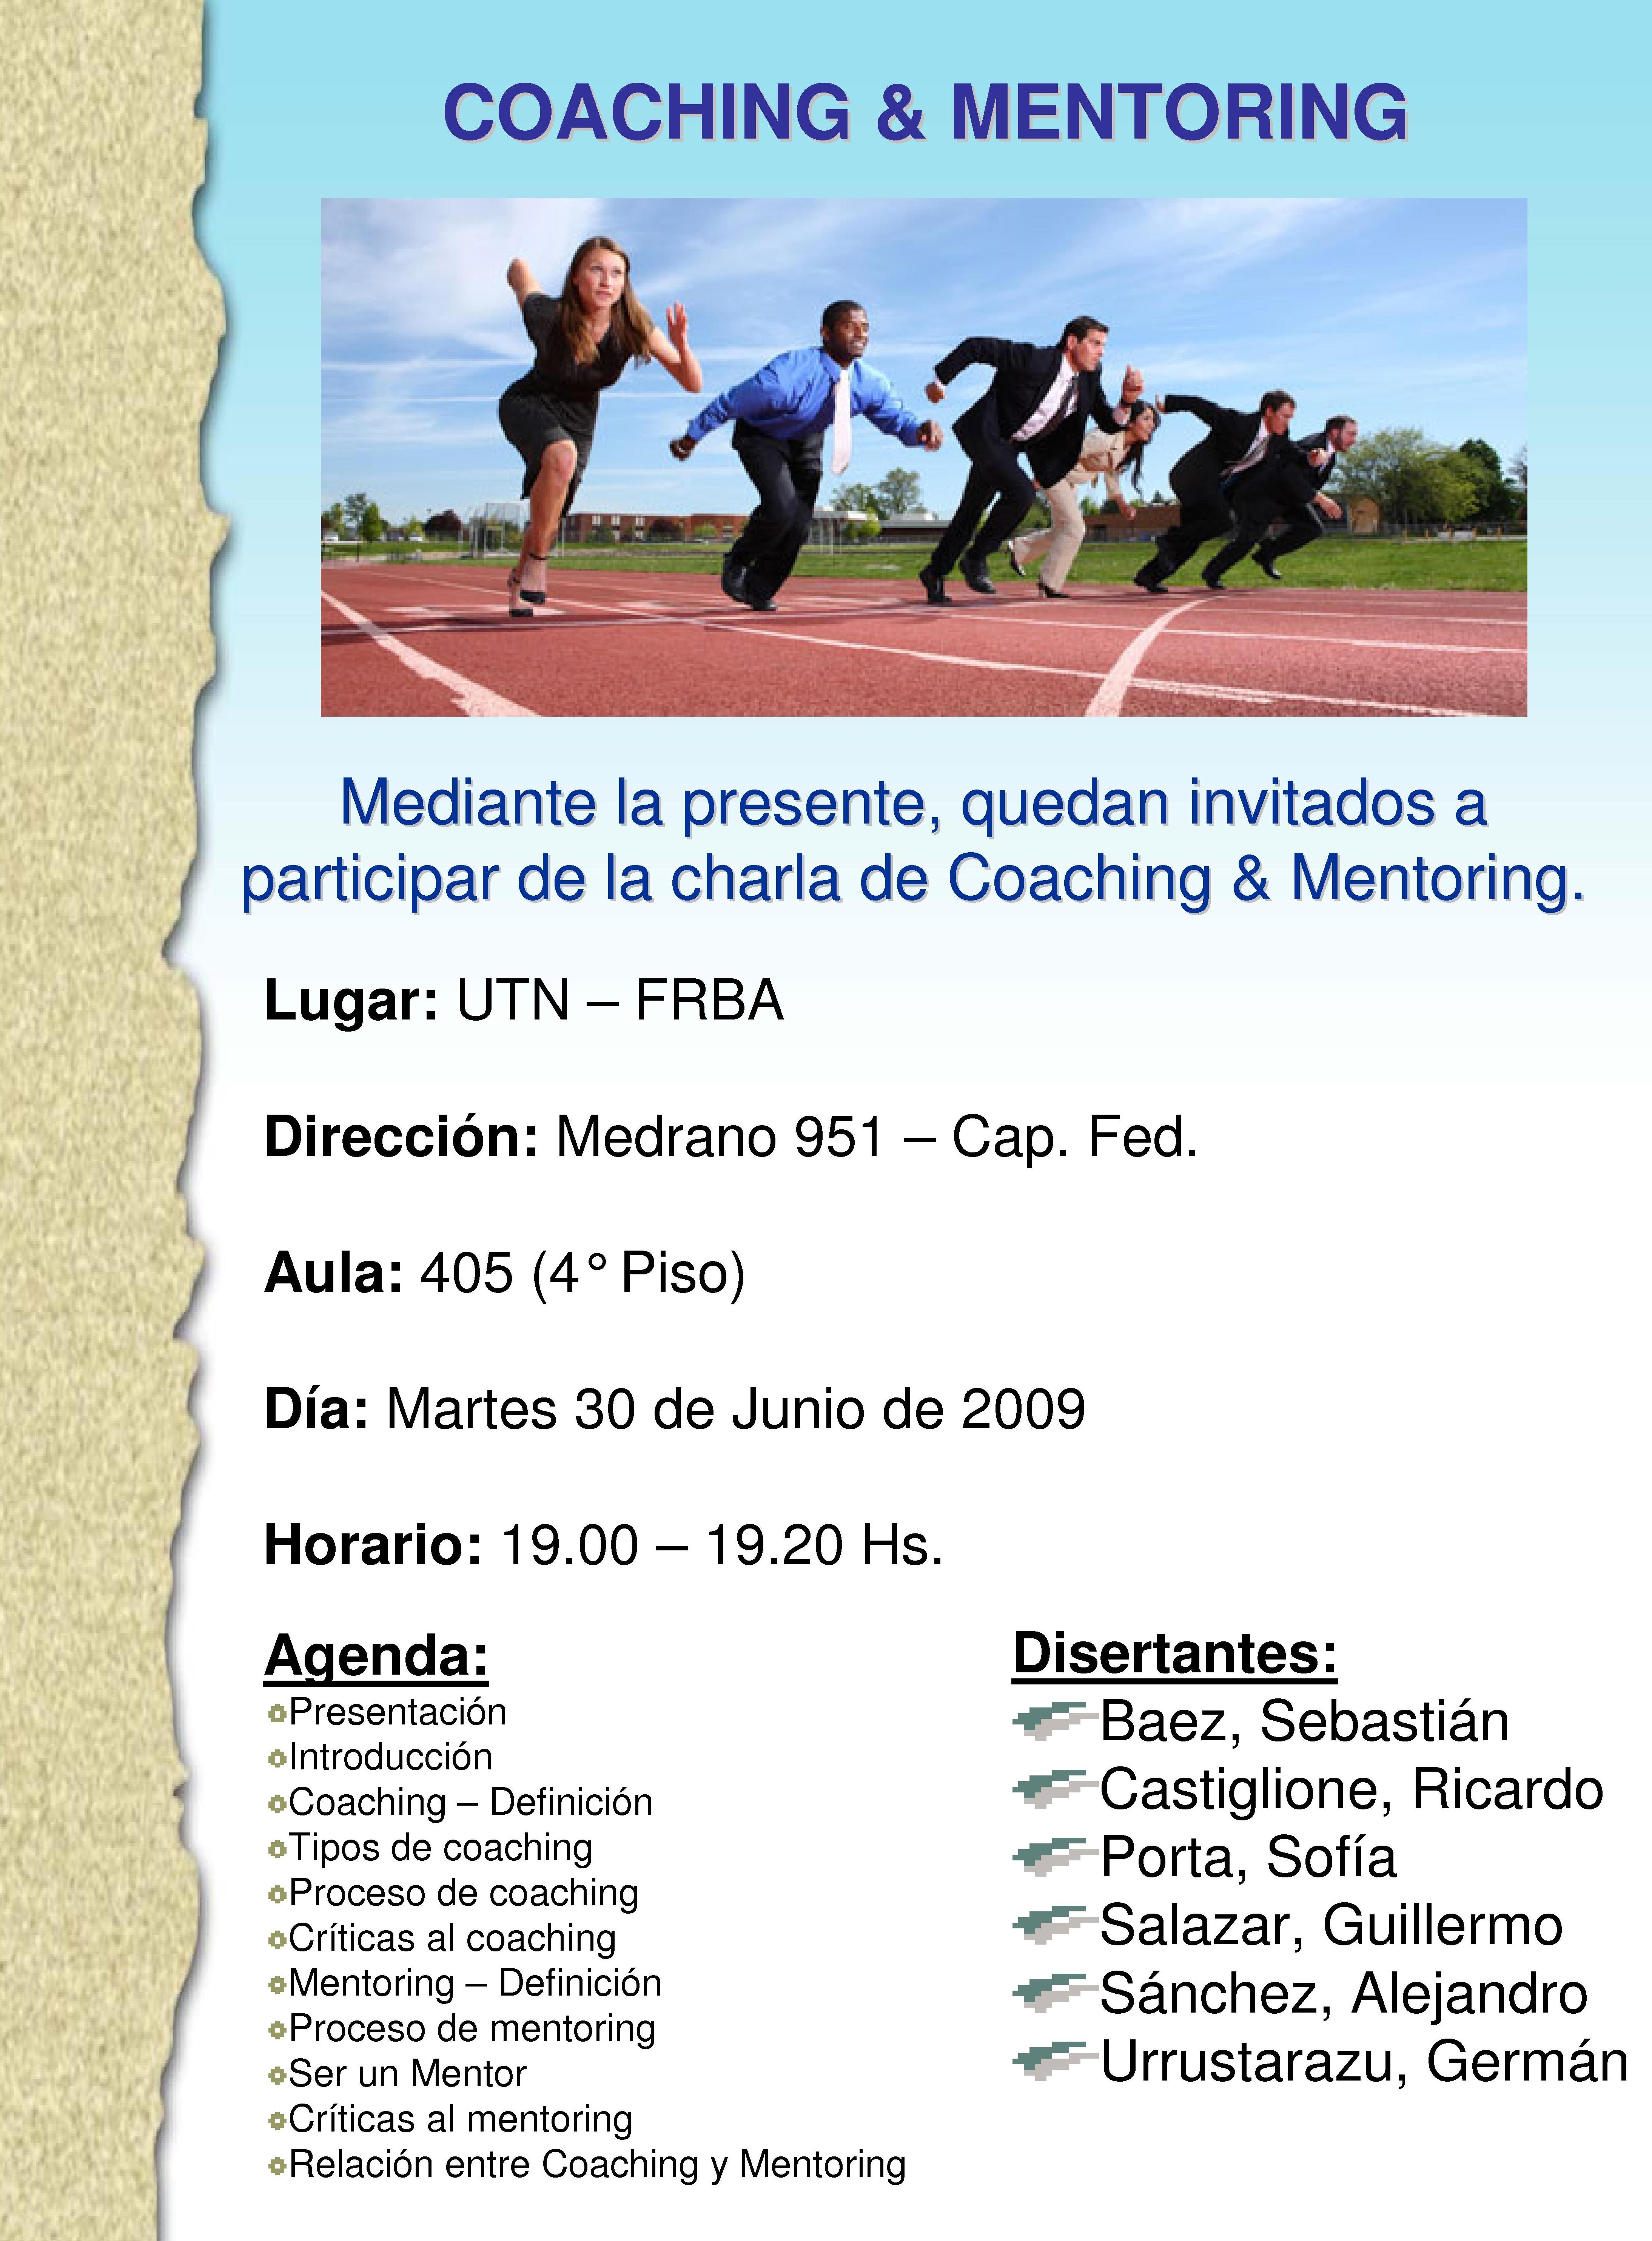 COACHING & MENTORING
Mediante la presente, quedan invitados a
participar de la charla de Coaching & Mentoring.
Lugar: UTN – FRBA
Dirección: Medrano 951 – Cap. Fed.
Aula: 405 (4° Piso)
Día: Martes 30 de Junio de 2009
Horario: 19.00 – 19.20 Hs.
Agenda:
Presentación
Introducción
Coaching – Definición
Tipos de coaching
Proceso de coaching
Críticas al coaching
Mentoring – Definición
Proceso de mentoring
Ser un Mentor
Críticas al mentoring
Relación entre Coaching y Mentoring
Disertantes:
Baez, Sebastián
Castiglione, Ricardo
Porta, Sofía
Salazar, Guillermo
Sánchez, Alejandro
Urrustarazu, Germán